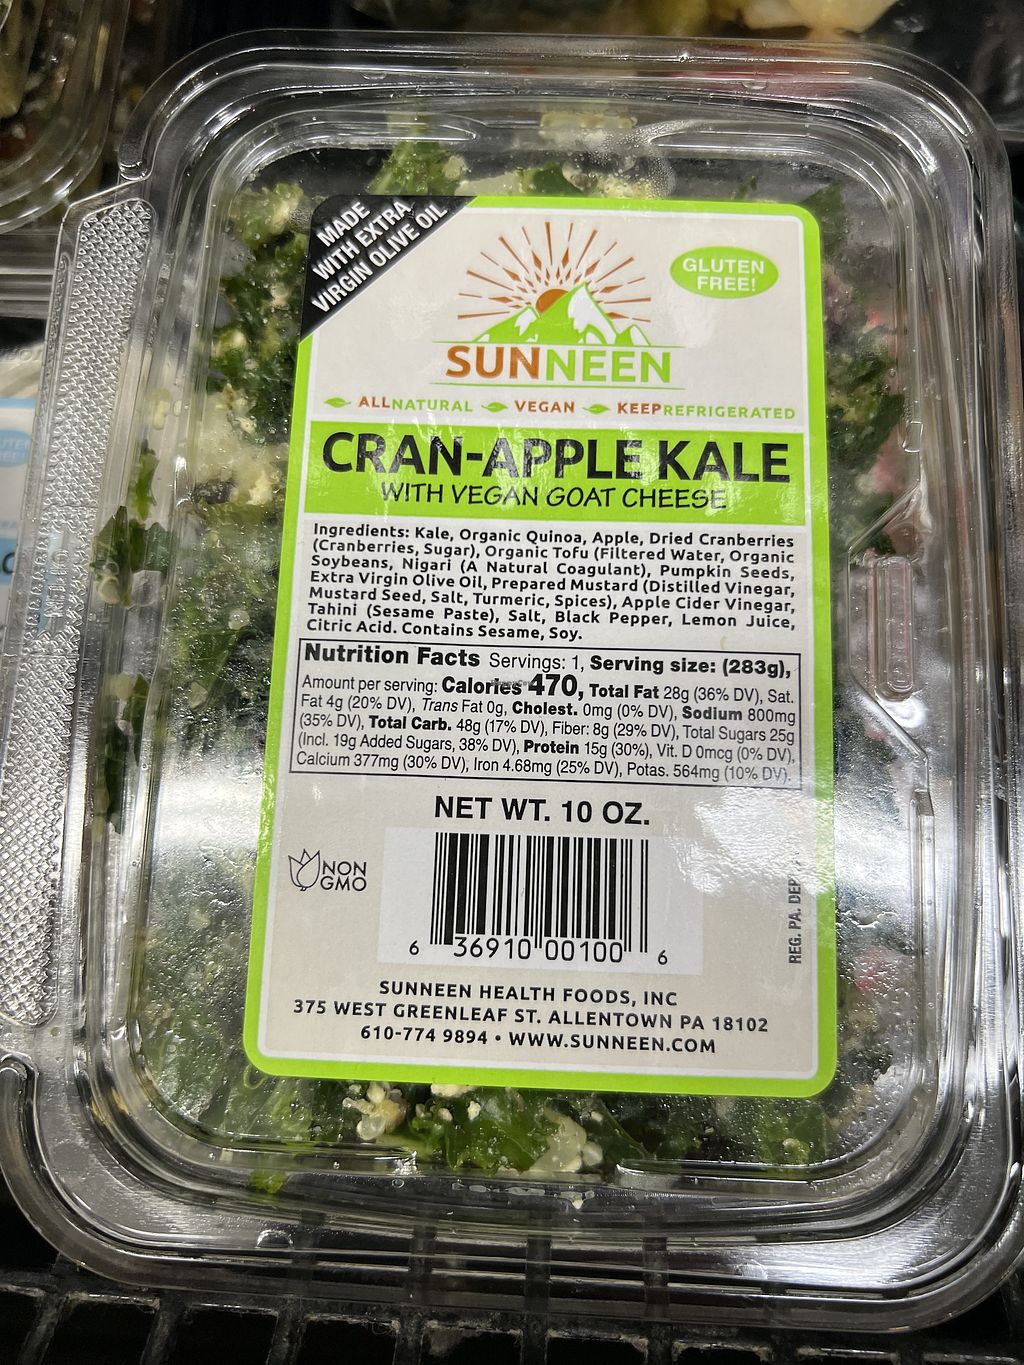 MADE
WITH EXTRA
VIRGIN OLIVE OIL
GLUTEN
FREE!
SUNNEEN
ALLNATURAL VEGAN KEEPREFRIGERATED
CRAN-APPLE KALE
WITH VEGAN GOAT CHEESE
Ingredients: Kale, Organic Quinoa, Apple, Dried Cranberries
(Cranberries, Sugar), Organic Tofu (Filtered Water, Organic
Soybeans, Nigari (A Natural Coagulant), Pumpkin Seeds,
Extra Virgin Olive Oil, Prepared Mustard (Distilled Vinegar,
Mustard Seed, Salt, Turmeric, Spices), Apple Cider Vinegar,
Tahini (Sesame Paste), Salt, Black Pepper, Lemon Juice,
Citric Acid. Contains Sesame, Soy.
Nutrition Facts Servings: 1, Serving size: (283g),
Amount per serving: Calories 470, Total Fat 28g (36% DV), Sat.
Fat 4g (20% DV), Trans Fat 0g, Cholest. 0mg (0% DV), Sodium 800mg
(35% DV), Total Carb. 48g (17% DV), Fiber: 8g (29% DV), Total Sugars 25g
(Incl. 19g Added Sugars, 38% DV), Protein 15g (30%), Vit. D 0mcg (0% DV),
Calcium 377mg (30% DV), Iron 4.68mg (25% DV), Potas. 564mg (10% DV).
NET WT. 10 OZ.
NON
GMO
6 36910 00100 6
REG. PA. DEP
SUNNEEN HEALTH FOODS, INC
375 WEST GREENLEAF ST. ALLENTOWN PA 18102
610-774 9894 • WWW.SUNNEEN.COM